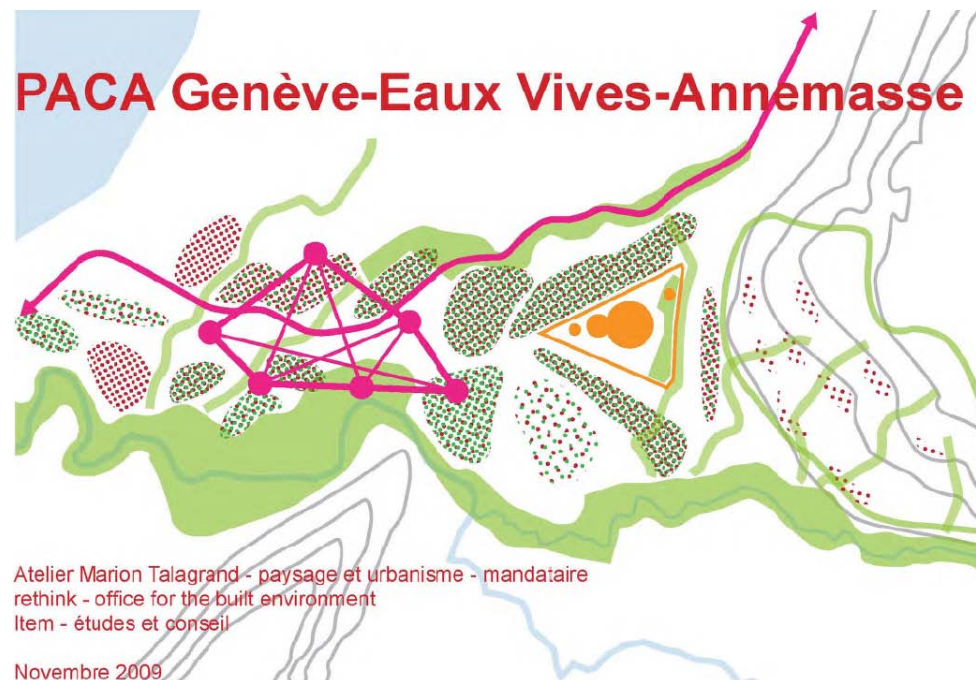 PACA Genève-Eaux Vives-Annemasse
Atelier Marion Talagrand - paysage et urbanisme - mandataire
rethink - office for the built environment
Item - études et conseil
Novembre 2009